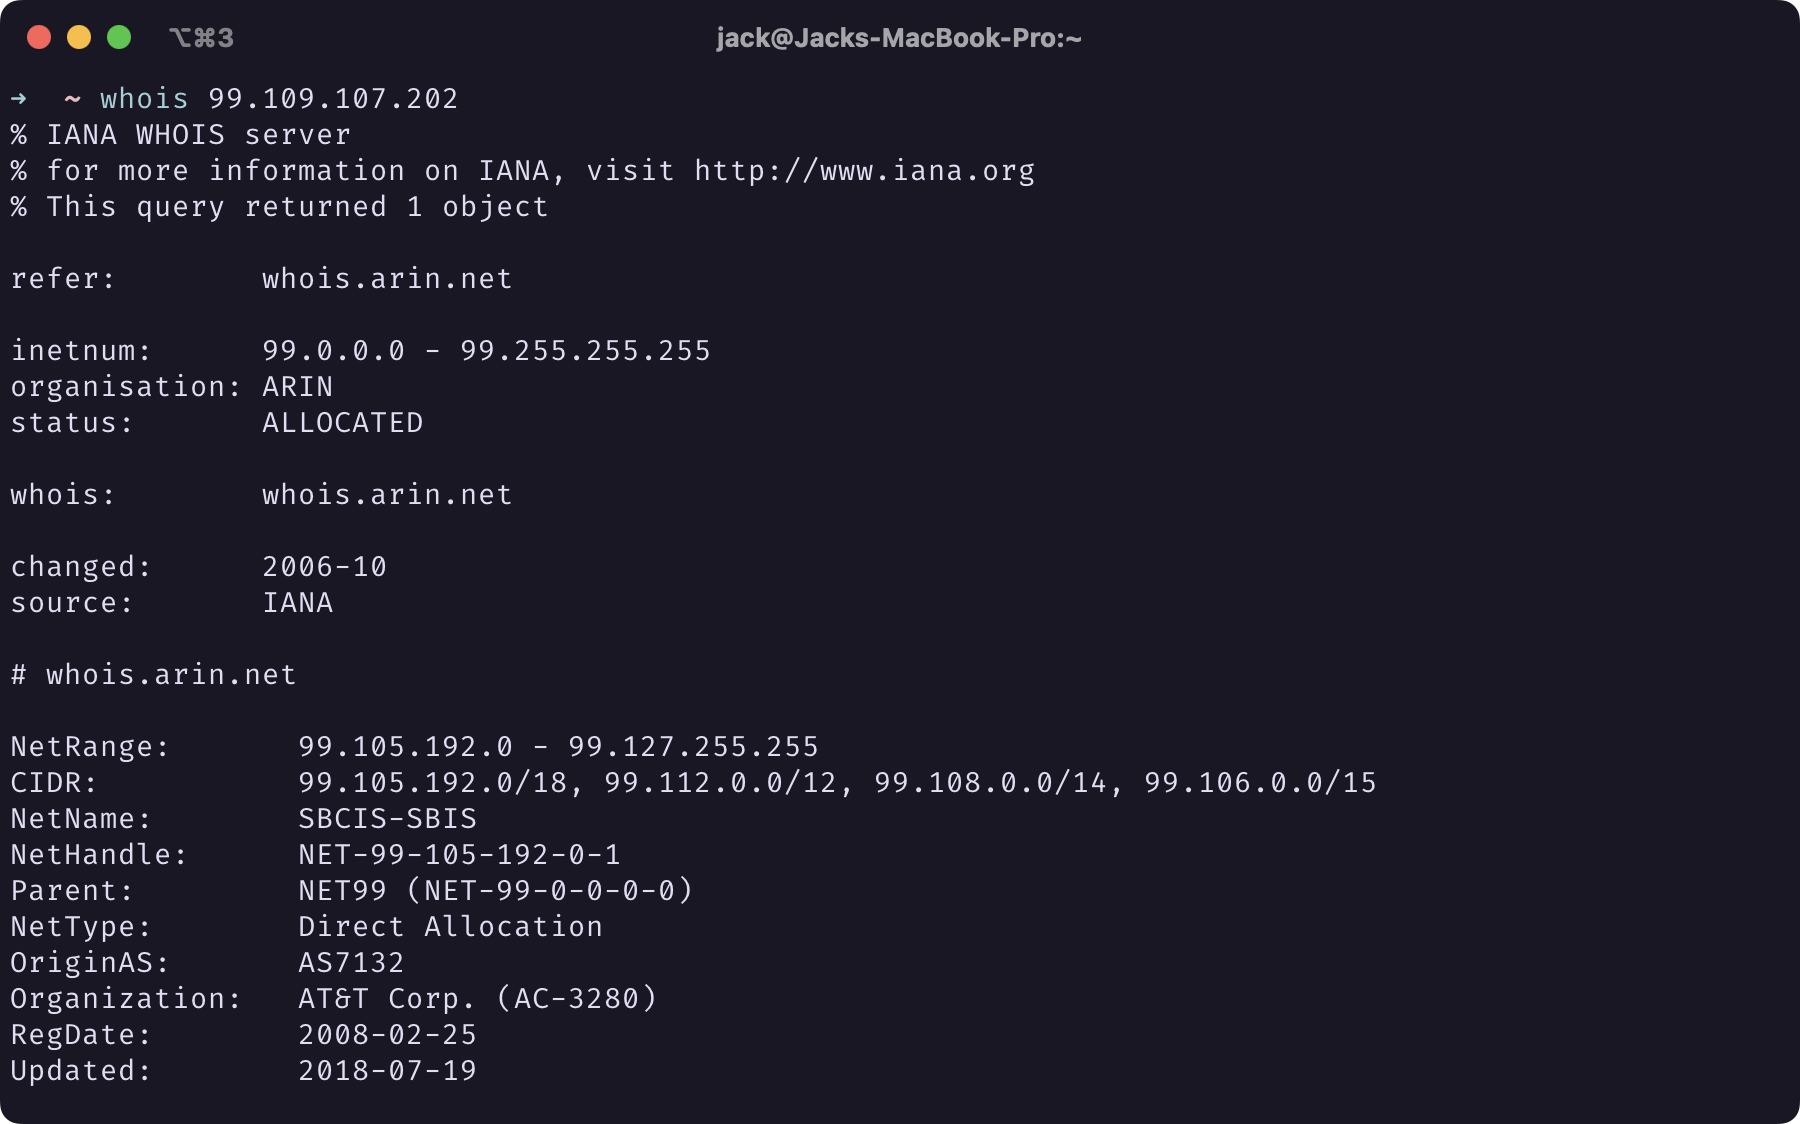 ⌥⌘3
jack@Jacks-MacBook-Pro:~
➜  ~ whois 99.109.107.202
% IANA WHOIS server
% for more information on IANA, visit http://www.iana.org
% This query returned 1 object
refer:        whois.arin.net
inetnum:      99.0.0.0 - 99.255.255.255
organisation: ARIN
status:       ALLOCATED
whois:        whois.arin.net
changed:      2006-10
source:       IANA
# whois.arin.net
NetRange:       99.105.192.0 - 99.127.255.255
CIDR:           99.105.192.0/18, 99.112.0.0/12, 99.108.0.0/14, 99.106.0.0/15
NetName:        SBCIS-SBIS
NetHandle:      NET-99-105-192-0-1
Parent:         NET99 (NET-99-0-0-0-0)
NetType:        Direct Allocation
OriginAS:       AS7132
Organization:   AT&T Corp. (AC-3280)
RegDate:        2008-02-25
Updated:        2018-07-19